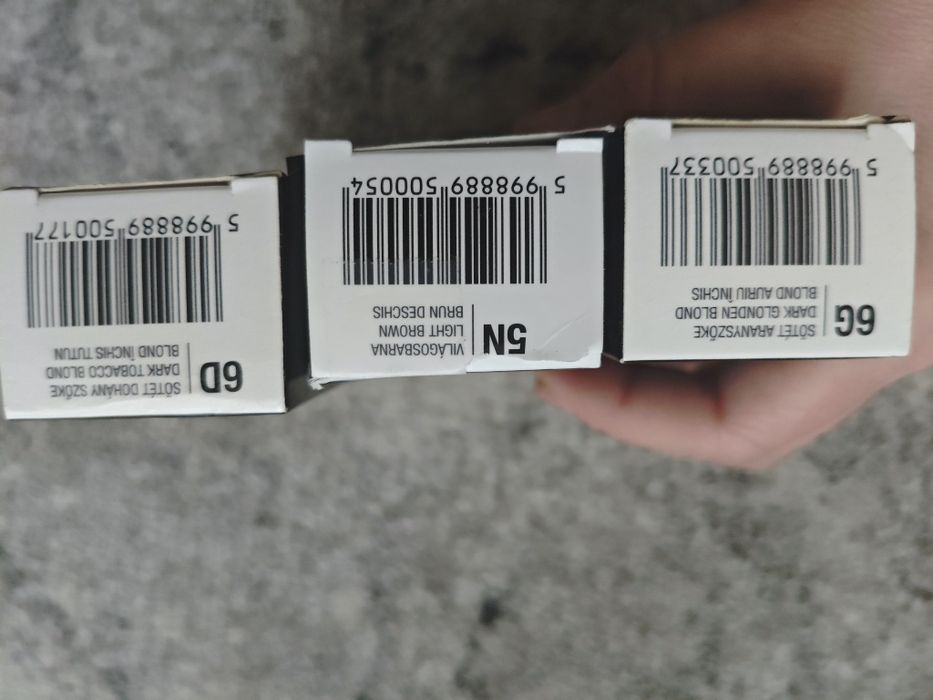 6G
SÖTÉT ARANYSZŐKE
DARK GLONDEN BLOND
BLOND AURIU ÎNCHIS
5 998889 500337
5N
VILÁGOSBARNA
LIGHT BROWN
BRUN DESCHIS
5 998889 500054
6D
SÖTÉT DOHÁNY SZŐKE
DARK TOBACCO BLOND
BLOND ÎNCHIS TUTUN
5 998889 500177